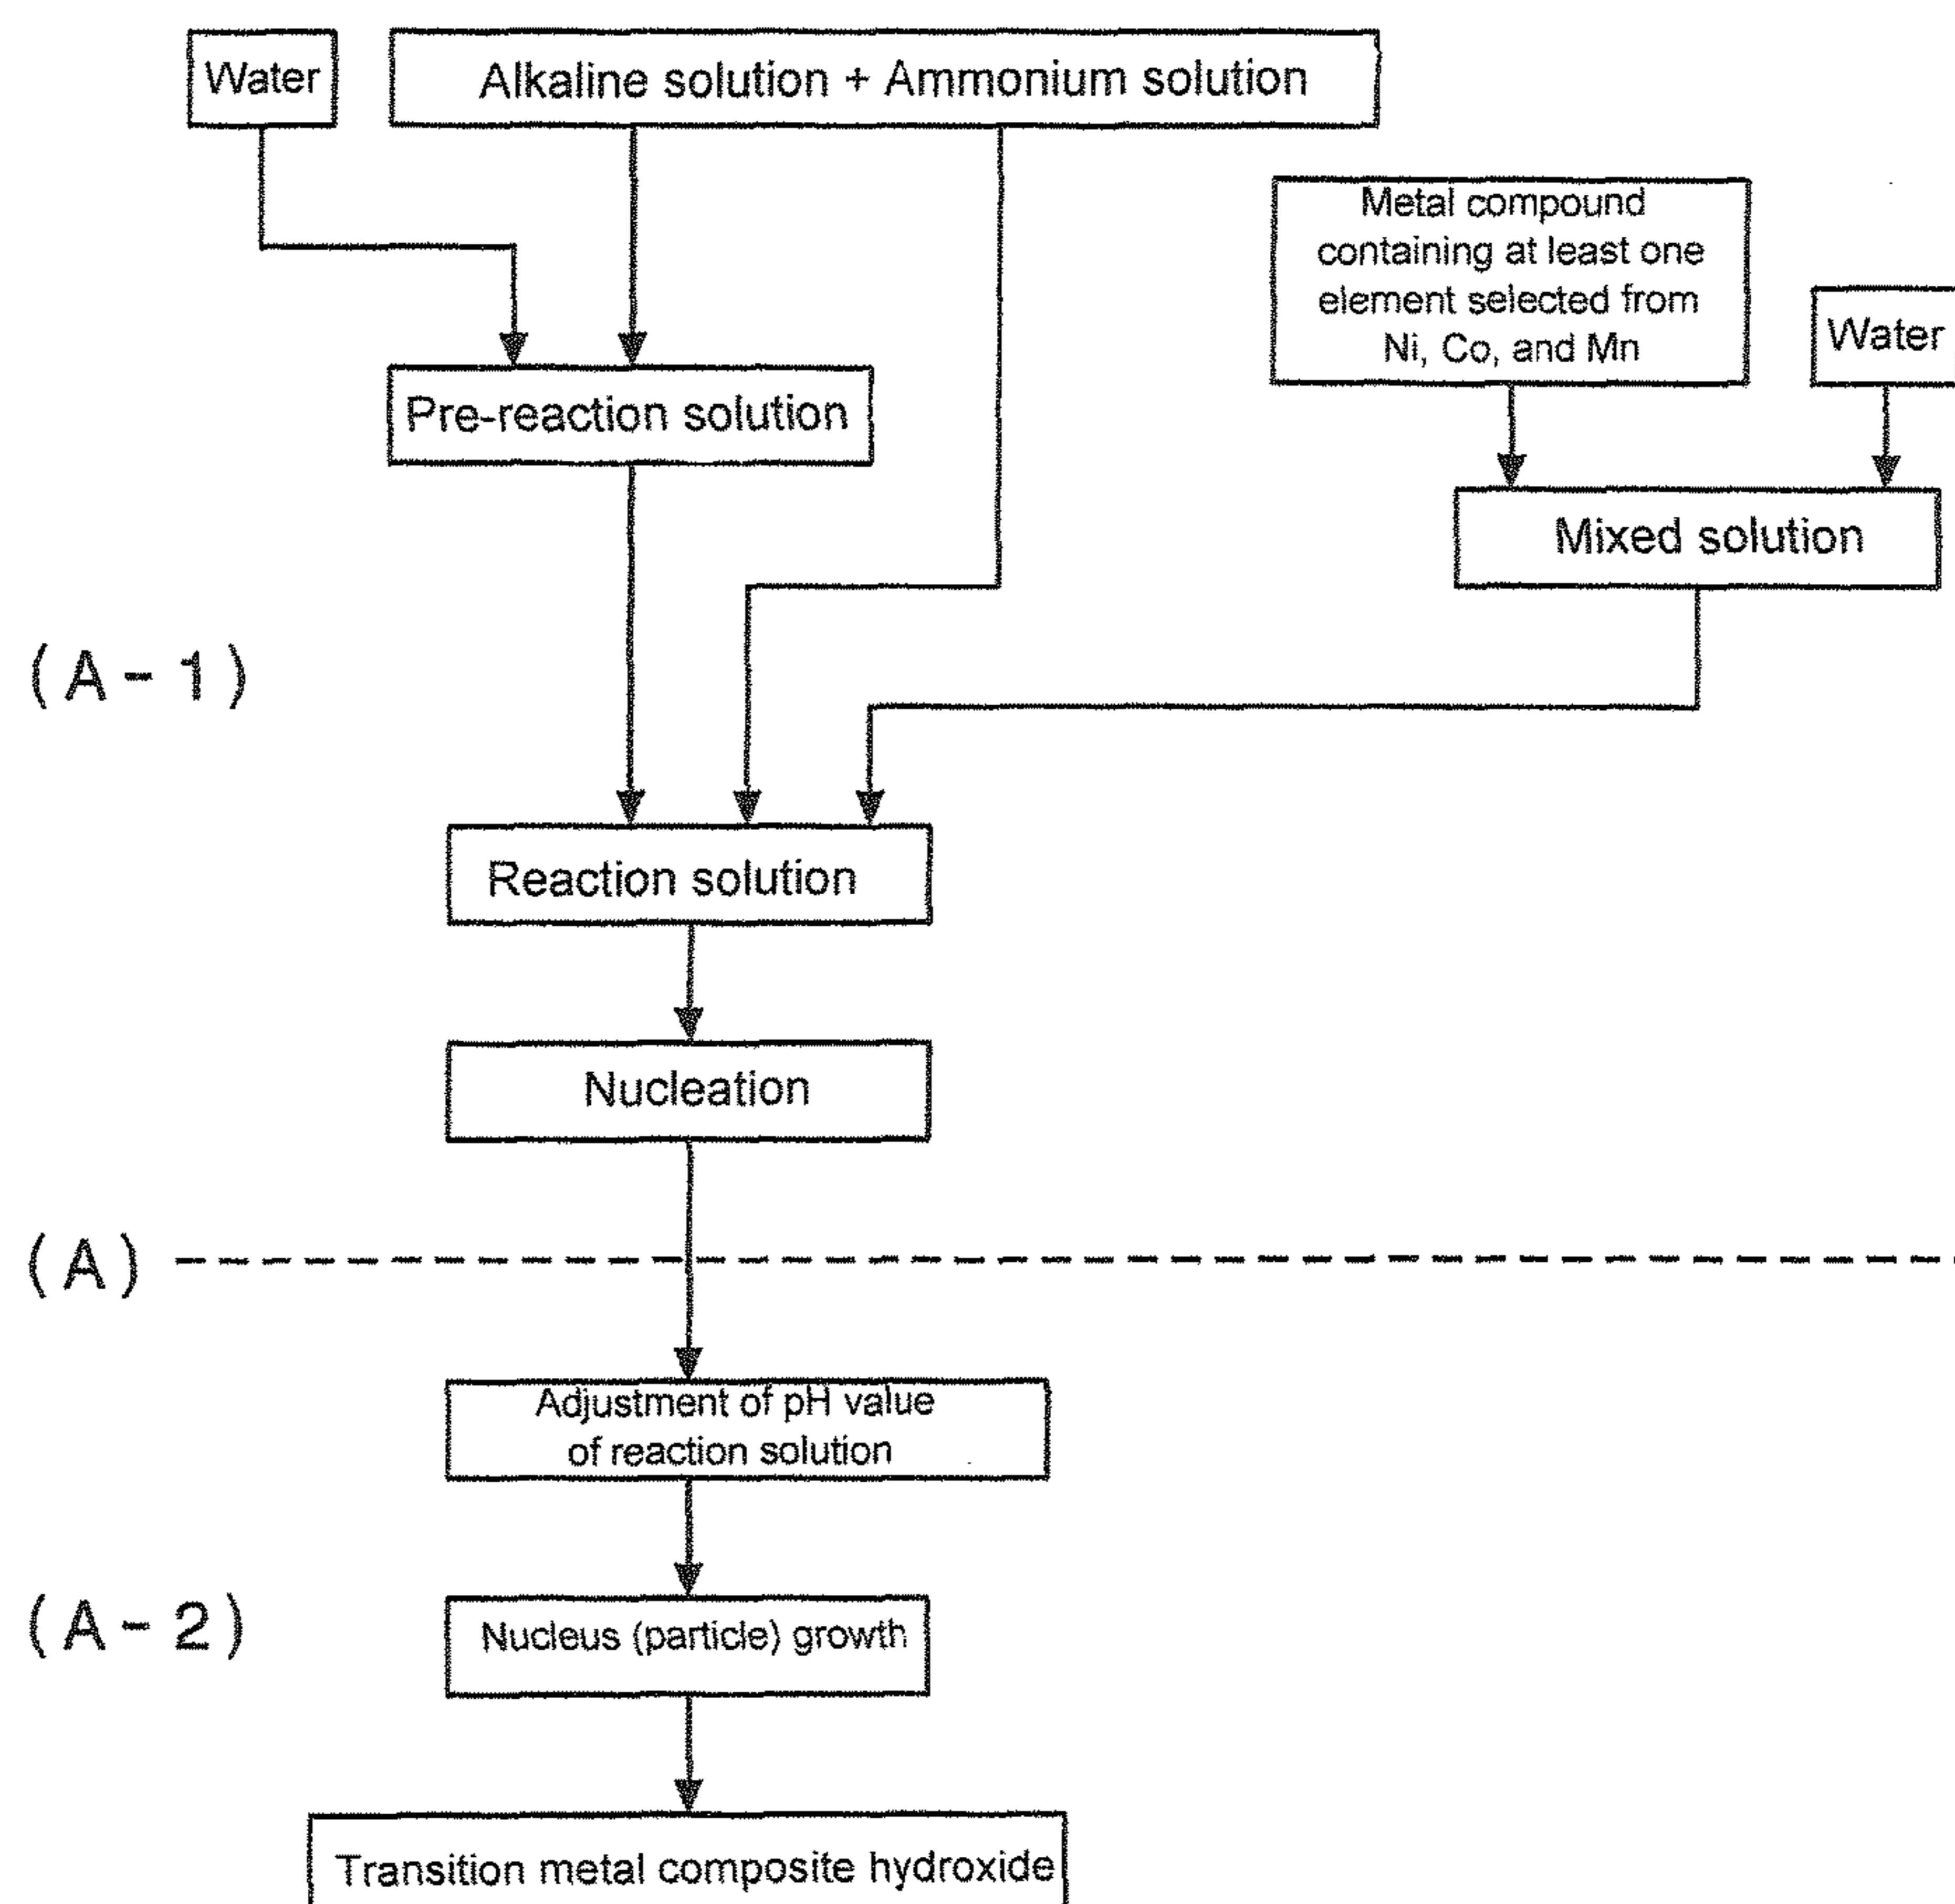 Water
Alkaline solution + Ammonium solution
Metal compound
containing at least one
element selected from
Ni, Co, and Mn
Water
Pre-reaction solution
Mixed solution
(A-1)
Reaction solution
Nucleation
(A)
Adjustment of pH value
of reaction solution
(A-2)
Nucleus (particle) growth
Transition metal composite hydroxide